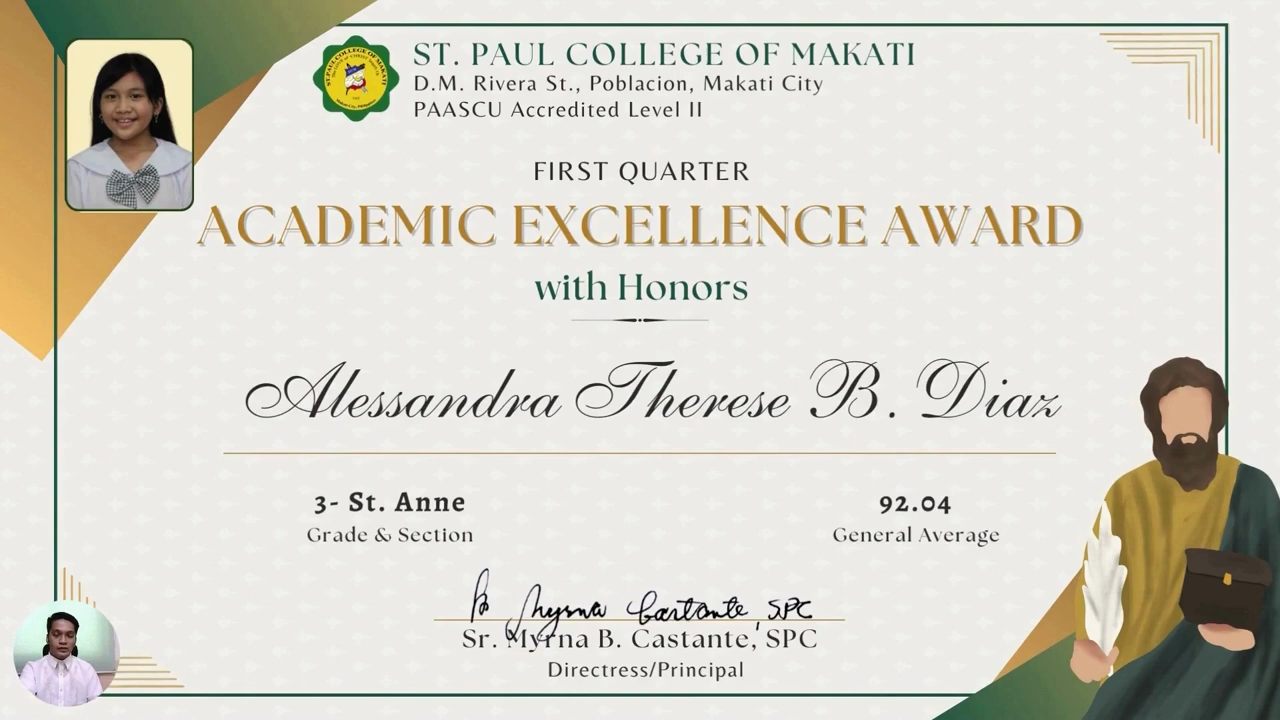 ST. PAUL COLLEGE OF MAKATI
D.M. Rivera St., Poblacion, Makati City
PAASCU Accredited Level II
FIRST QUARTER
ACADEMIC EXCELLENCE AWARD
with Honors
Alessandra Therese B. Diaz
3- St. Anne
Grade & Section
92.04
General Average
Sr. Myrna B. Castante, SPC
Directress/Principal